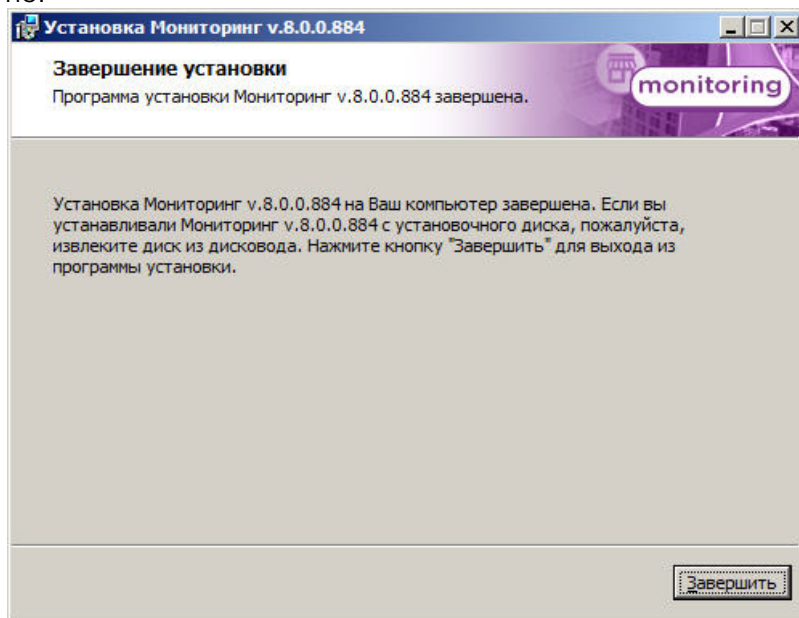 Установка Мониторинг v.8.0.0.884
Завершение установки
Программа установки Мониторинг v.8.0.0.884 завершена.
monitoring
Установка Мониторинг v.8.0.0.884 на Ваш компьютер завершена. Если вы
устанавливали Мониторинг v.8.0.0.884 с установочного диска, пожалуйста,
извлеките диск из дисковода. Нажмите кнопку "Завершить" для выхода из
программы установки.
Завершить